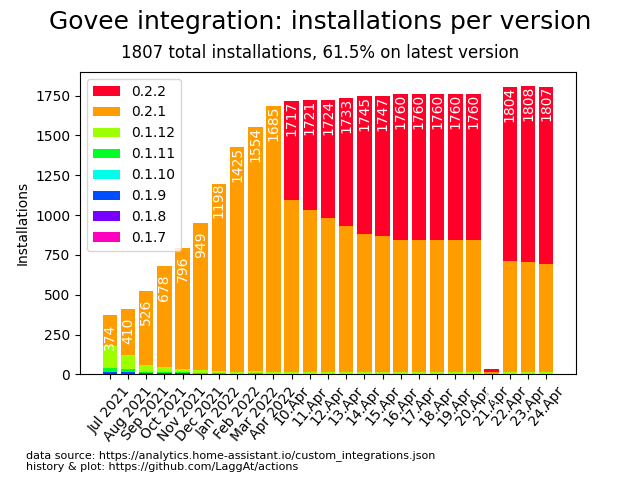 Govee integration: installations per version
1807 total installations, 61.5% on latest version
0.2.2
0.2.1
0.1.12
0.1.11
0.1.10
0.1.9
0.1.8
0.1.7
Installations
1750
1500
1250
1000
750
500
250
0
374
410
526
678
796
949
1198
1425
1554
1685
1717
1721
1724
1733
1745
1747
1760
1760
1760
1760
1760
1804
1808
1807
Jul 2021
Aug 2021
Sep 2021
Oct 2021
Nov 2021
Dec 2021
Jan 2022
Feb 2022
Mar 2022
Apr 2022
10.Apr
11.Apr
12.Apr
13.Apr
14.Apr
15.Apr
16.Apr
17.Apr
18.Apr
19.Apr
20.Apr
21.Apr
22.Apr
23.Apr
24.Apr
data source: https://analytics.home-assistant.io/custom_integrations.json
history & plot: https://github.com/LaggAt/actions